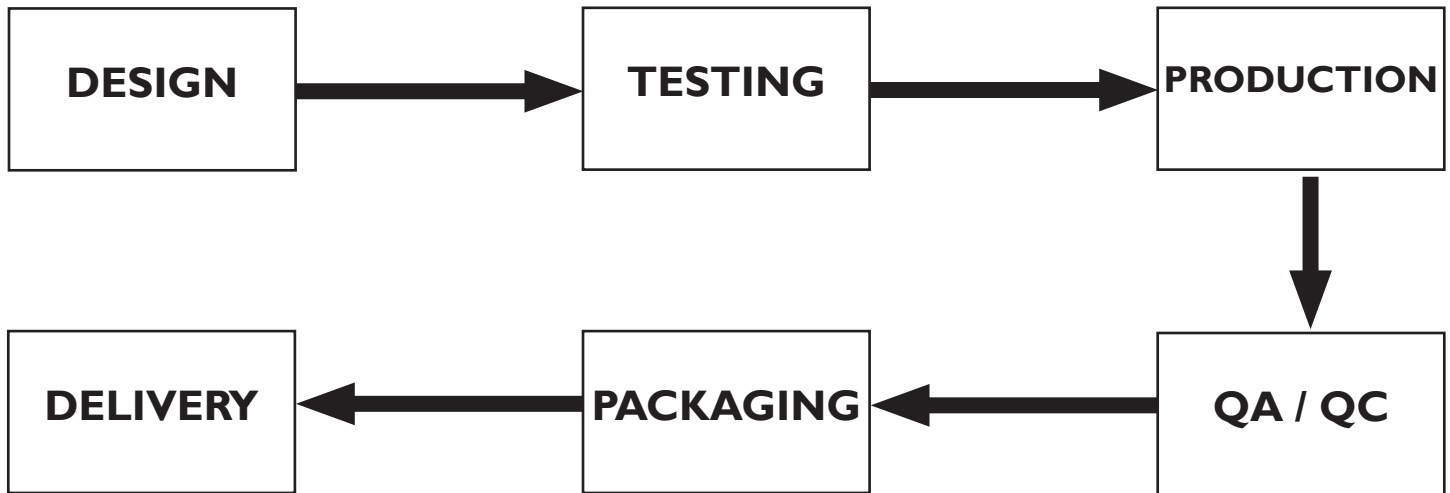 DESIGN
TESTING
PRODUCTION
QA / QC
PACKAGING
DELIVERY